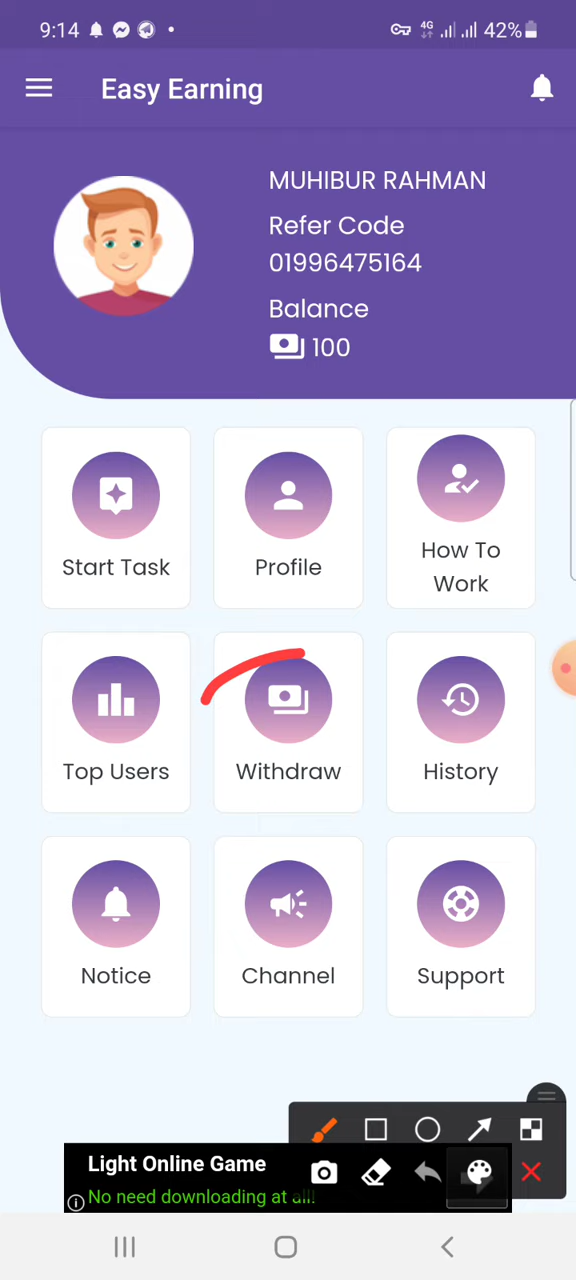 9:14
4G
42%
Easy Earning
MUHIBUR RAHMAN
Refer Code
01996475164
Balance
100
Start Task
Profile
How To
Work
Top Users
Withdraw
History
Notice
Channel
Support
Light Online Game
No need downloading at all!